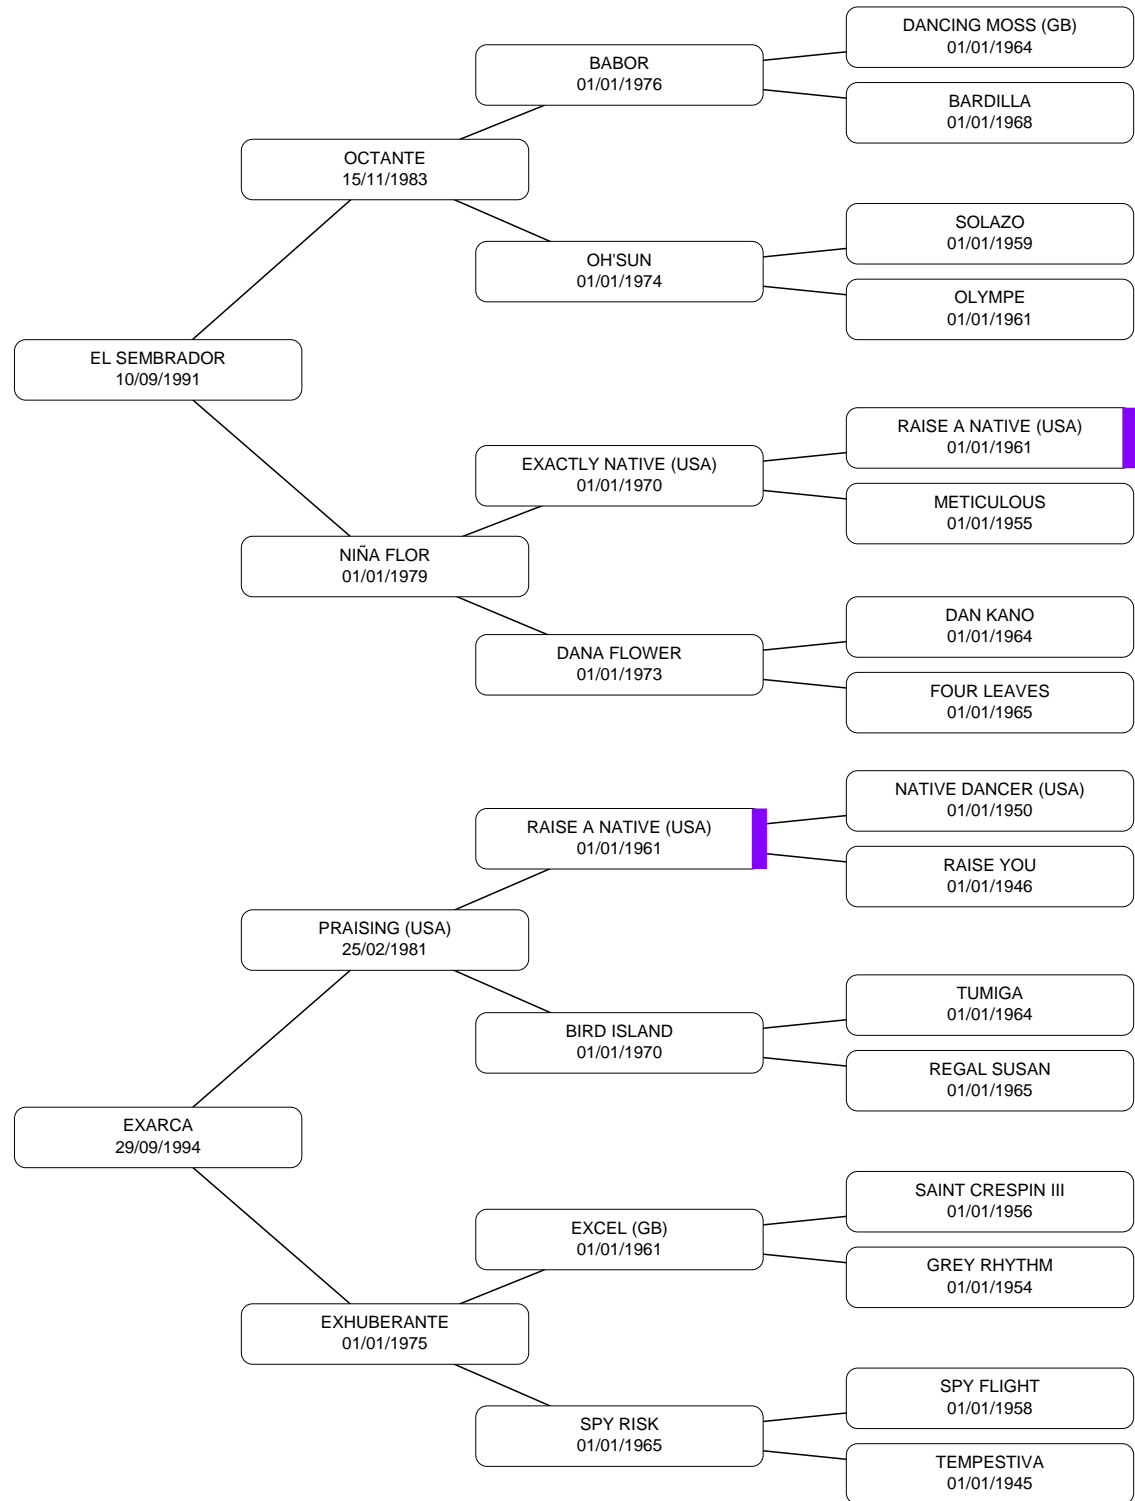 DANCING MOSS (GB)
01/01/1964
BABOR
01/01/1976
BARDILLA
01/01/1968
OCTANTE
15/11/1983
SOLAZO
01/01/1959
OH'SUN
01/01/1974
OLYMPE
01/01/1961
EL SEMBRADOR
10/09/1991
RAISE A NATIVE (USA)
01/01/1961
EXACTLY NATIVE (USA)
01/01/1970
METICULOUS
01/01/1955
NIÑA FLOR
01/01/1979
DAN KANO
01/01/1964
DANA FLOWER
01/01/1973
FOUR LEAVES
01/01/1965
NATIVE DANCER (USA)
01/01/1950
RAISE A NATIVE (USA)
01/01/1961
RAISE YOU
01/01/1946
PRAISING (USA)
25/02/1981
TUMIGA
01/01/1964
BIRD ISLAND
01/01/1970
REGAL SUSAN
01/01/1965
EXARCA
29/09/1994
SAINT CRESPIN III
01/01/1956
EXCEL (GB)
01/01/1961
GREY RHYTHM
01/01/1954
EXHUBERANTE
01/01/1975
SPY FLIGHT
01/01/1958
SPY RISK
01/01/1965
TEMPESTIVA
01/01/1945